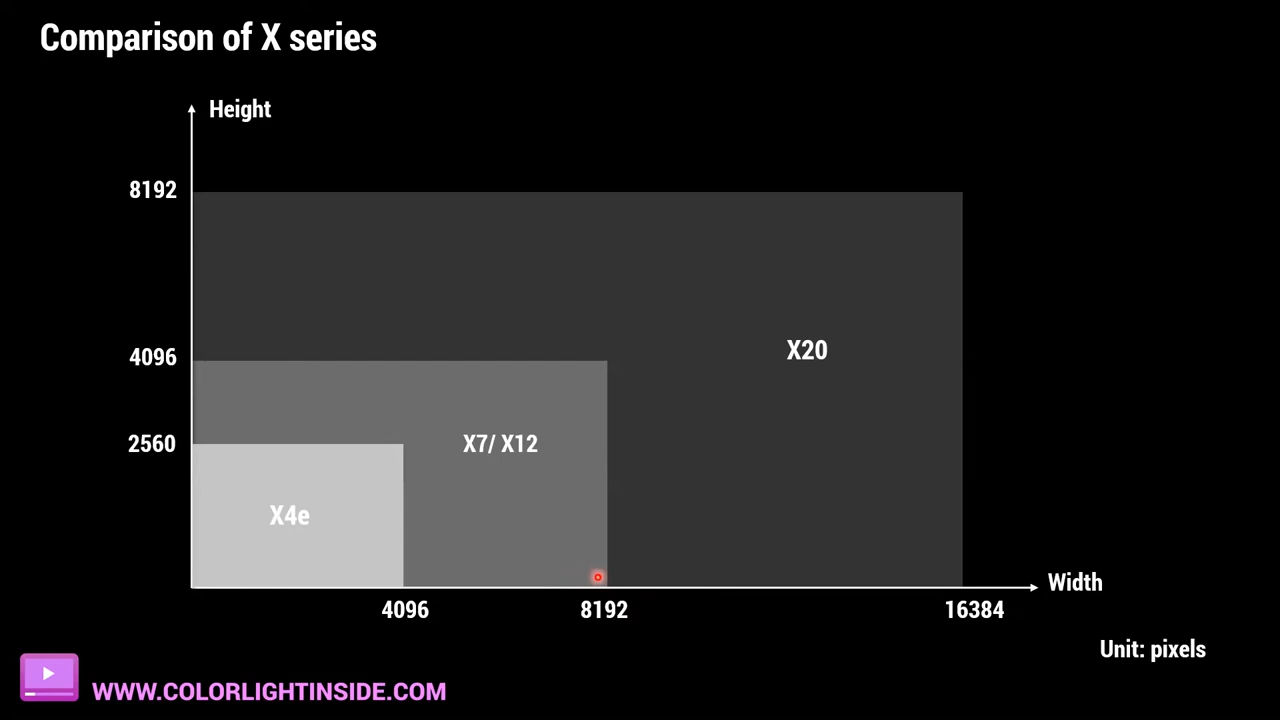 Comparison of X series
Height
8192
X20
4096
X7/ X12
2560
X4e
Width
4096
8192
16384
Unit: pixels
WWW.COLORLIGHTINSIDE.COM